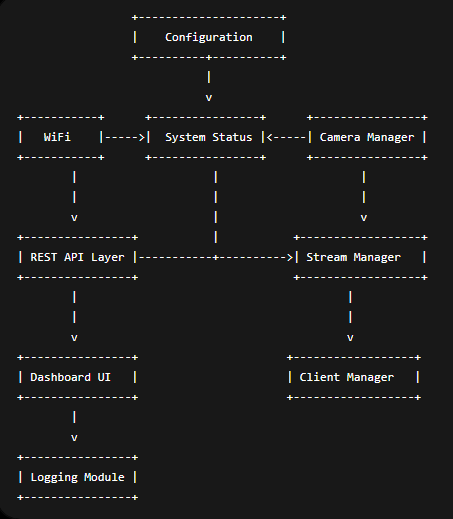 Configuration
WiFi System Status Camera Manager
REST API Layer Stream Manager
Dashboard UI Client Manager
Logging Module